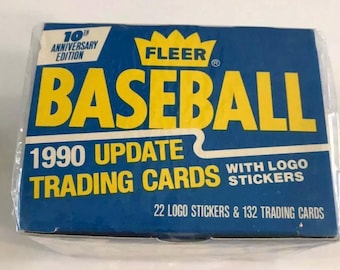 10th
ANNIVERSARY
EDITION
FLEER
®
BASEBALL
1990 UPDATE
TRADING CARDS
WITH LOGO
STICKERS
22 LOGO STICKERS & 132 TRADING CARDS